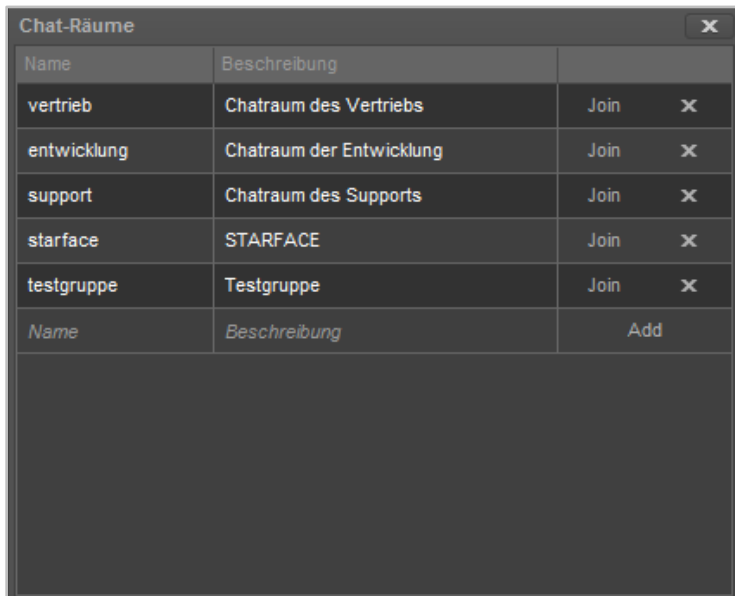 Chat-Räume
Name Beschreibung
vertrieb Chatraum des Vertriebs Join
entwicklung Chatraum der Entwicklung Join
support Chatraum des Supports Join
starface STARFACE Join
testgruppe Testgruppe Join
Name Beschreibung Add